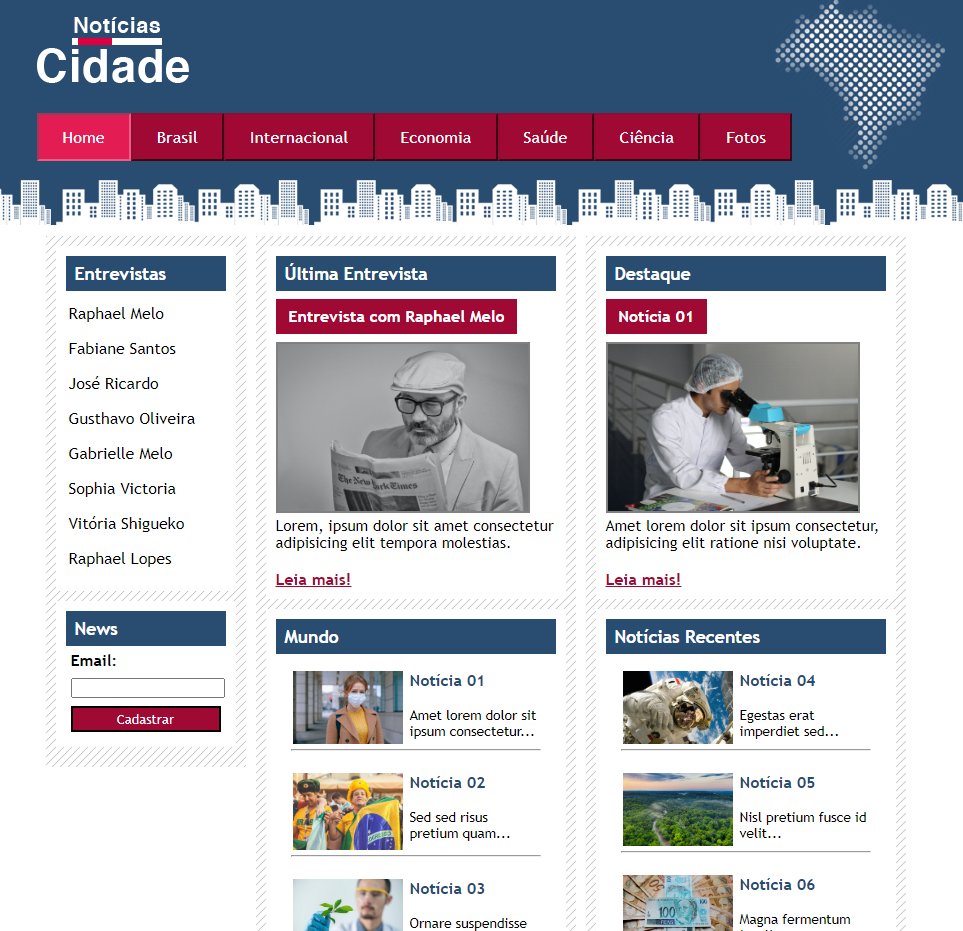 Notícias
Cidade
Home Brasil Internacional Economia Saúde Ciência Fotos
Entrevistas
Raphael Melo
Fabiane Santos
José Ricardo
Gusthavo Oliveira
Gabrielle Melo
Sophia Victoria
Vitória Shigueko
Raphael Lopes
News
Email:
Cadastrar
Última Entrevista
Entrevista com Raphael Melo
The New York Times
Lorem, ipsum dolor sit amet consectetur
adipisicing elit tempora molestias.
Leia mais!
Destaque
Notícia 01
Amet lorem dolor sit ipsum consectetur,
adipisicing elit ratione nisi voluptate.
Leia mais!
Mundo
Notícia 01
Amet lorem dolor sit
ipsum consectetur...
Notícia 02
Sed sed risus
pretium quam...
Notícia 03
Ornare suspendisse
Notícias Recentes
Notícia 04
Egestas erat
imperdiet sed...
Notícia 05
Nisl pretium fusce id
velit...
Notícia 06
100
Magna fermentum